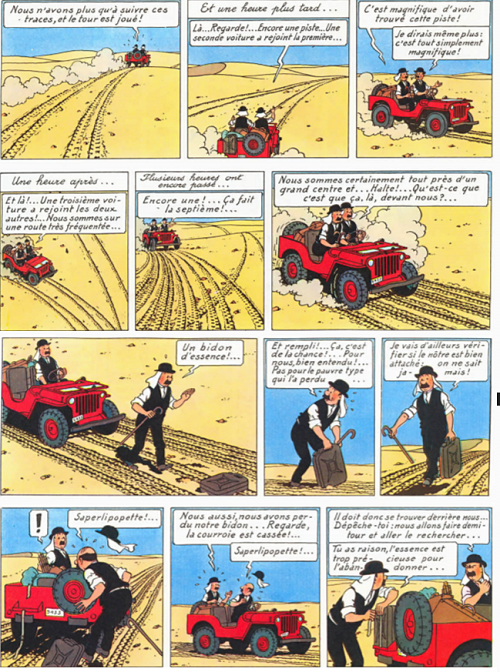 Nous n'avons plus qu'à suivre ces
traces, et le tour est joué !
Et une heure plus tard...
Là...Regarde!...Encore une piste...Une
seconde voiture a rejoint la première...
C'est magnifique d'avoir
trouvé cette piste !
Je dirais même plus:
c'est tout simplement
magnifique!
Une heure après...
Et là!...Une troisième voi-
ture a rejoint les deux
autres!...Nous sommes sur
une route très fréquentée...
Plusieurs heures ont
encore passé...
Encore une !... Ça fait
la septième!...
Nous sommes certainement tout près d'un
grand centre et...Halte!...Qu'est-ce que
c'est que ça, là, devant nous?...
Un bidon
d'essence!...
Et rempli!...Ça, c'est
de la chance!...Pour
nous, bien entendu!...
Pas pour le pauvre type
qui l'a perdu ...
Je vais d'ailleurs véri-
fier si le nôtre est bien
attaché: on ne sait
ja- mais !
!
Saperlipopette!...
Nous aussi, nous avons per-
du notre bidon... Regarde,
la courroie est cassée!...
Saperlipopette!...
Il doit donc se trouver derrière nous...
Dépêche-toi: nous allons faire demi-
tour et aller le rechercher...
Tu as raison, l'essence est
trop pré- cieuse pour
l'aban- donner ...